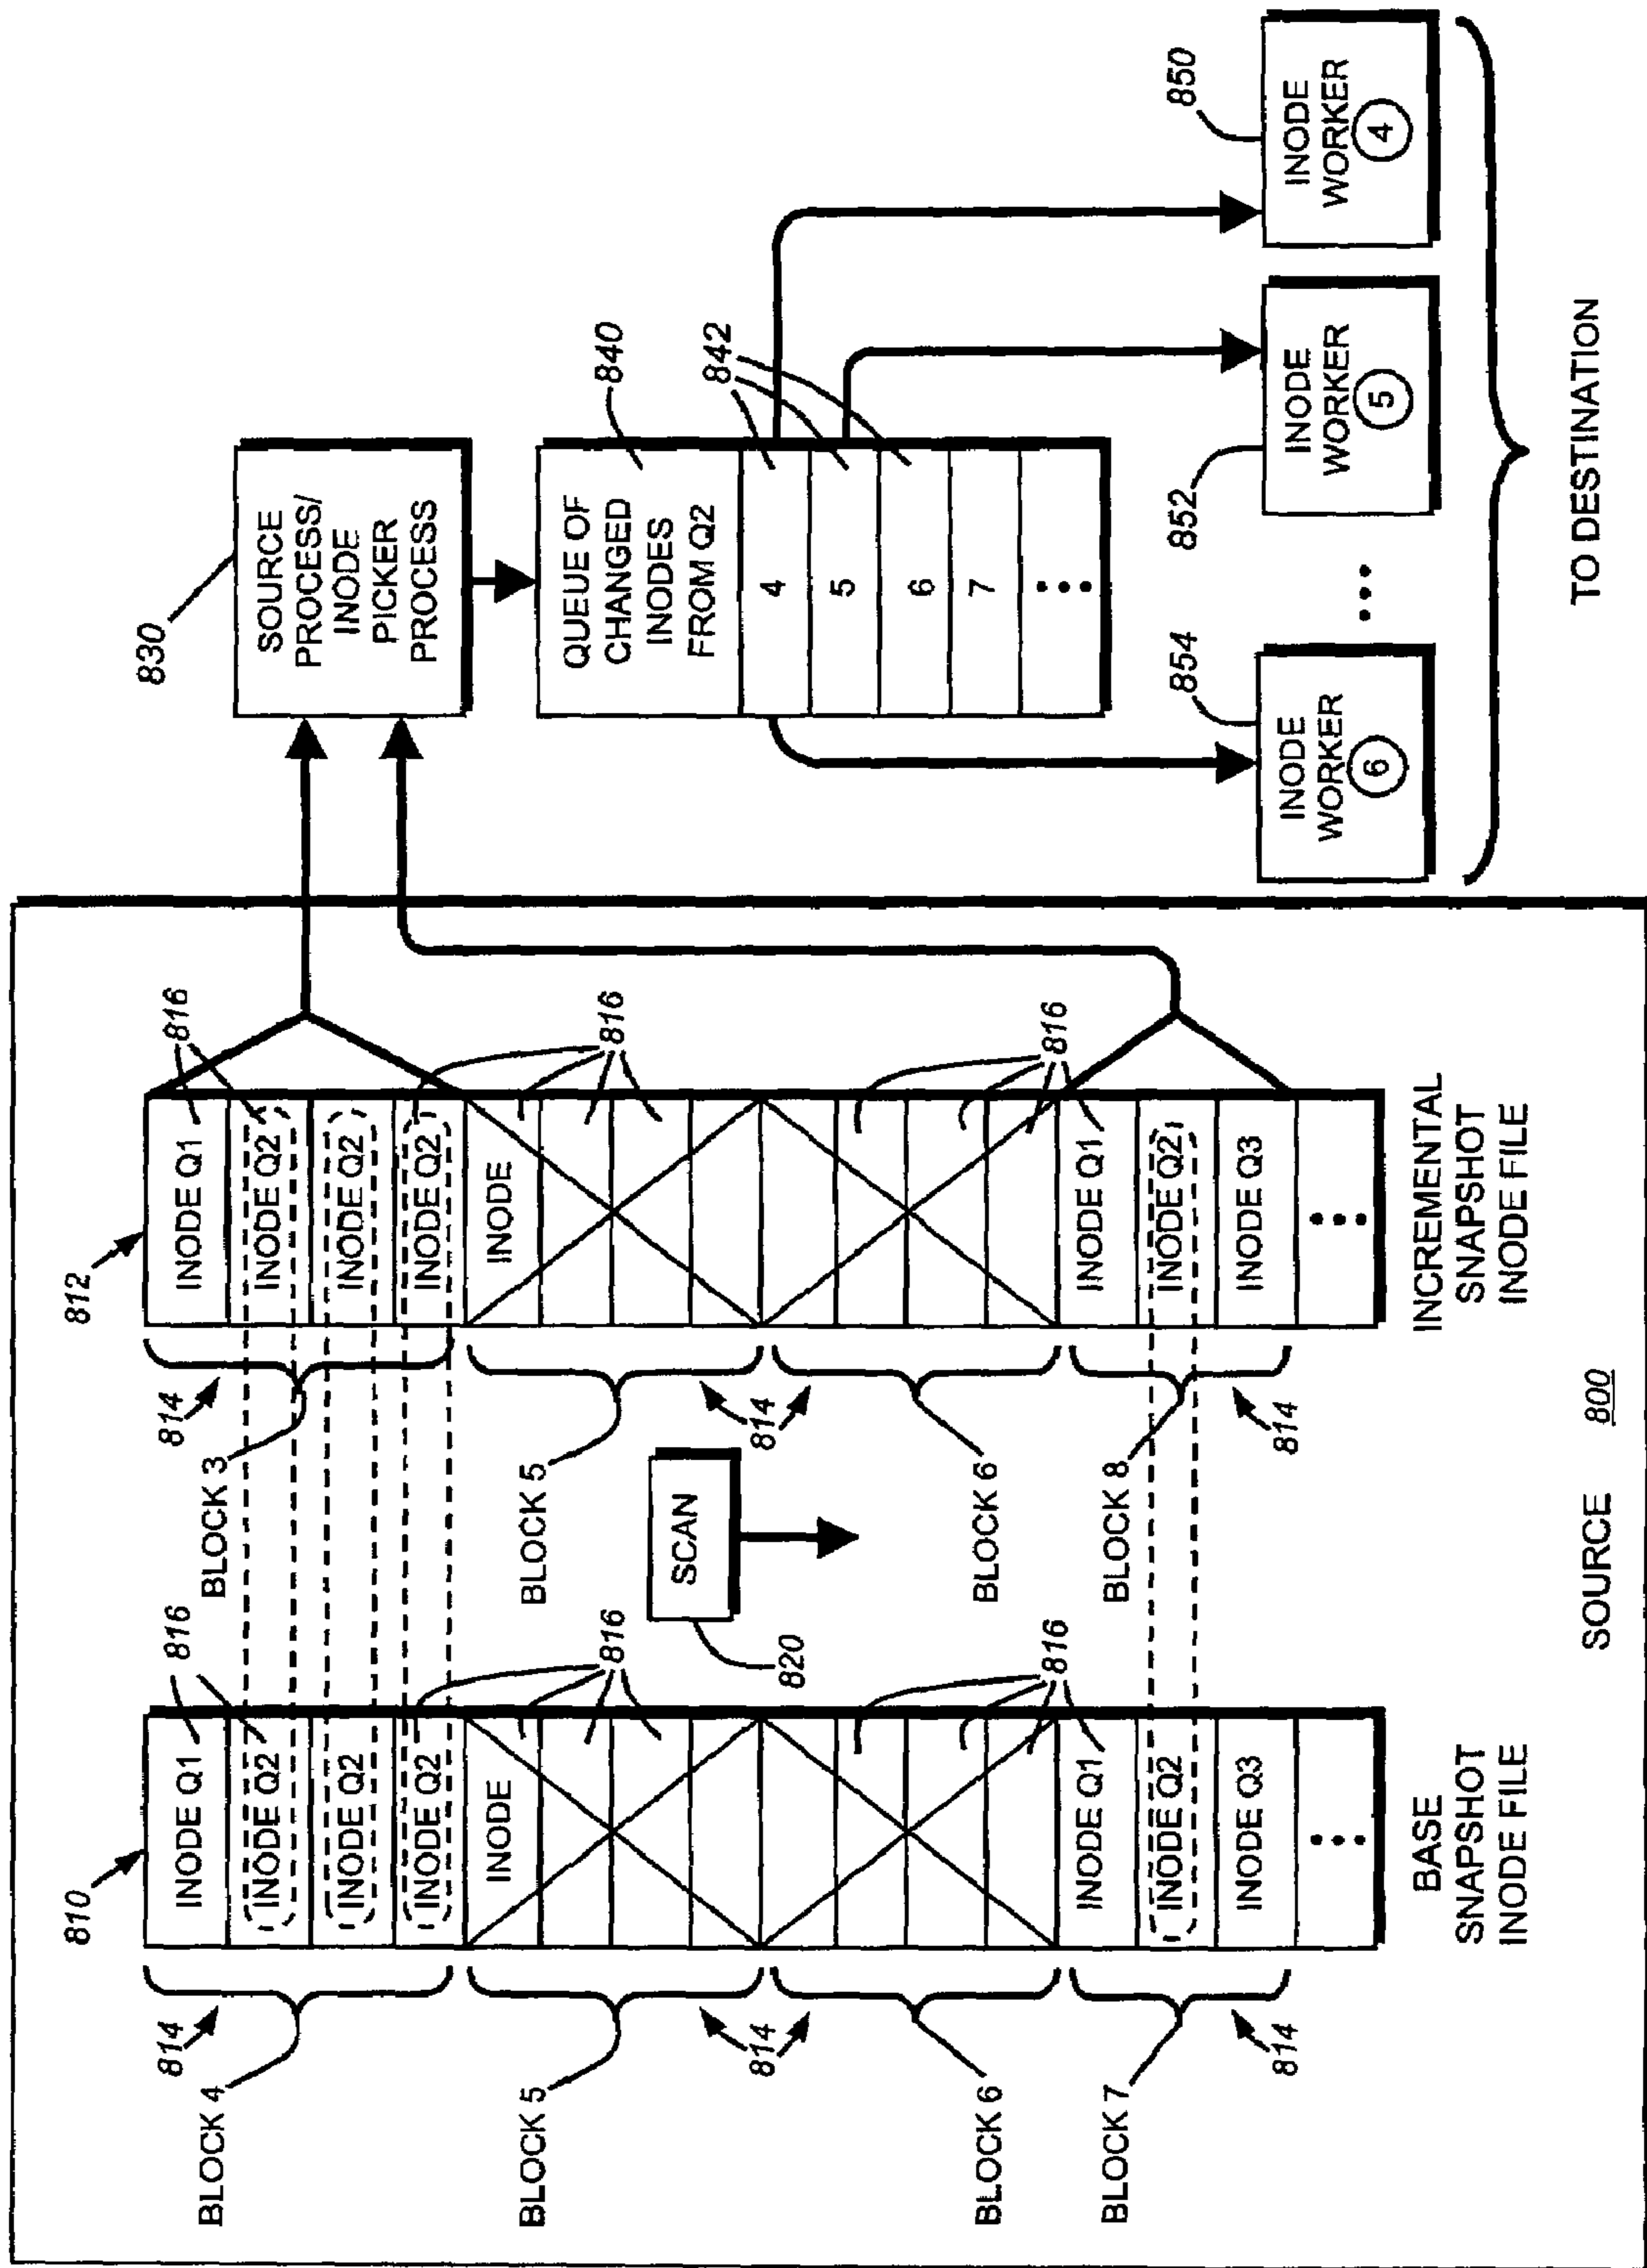 810
BLOCK 4
814
816
INODE Q1
INODE Q2
INODE Q2
INODE Q2
BLOCK 5
814
816
INODE
BLOCK 6
BLOCK 7
814
816
INODE Q1
INODE Q2
INODE Q3
BASE
SNAPSHOT
INODE FILE
SCAN
820
812
BLOCK 3
814
816
INODE Q1
INODE Q2
INODE Q2
INODE Q2
BLOCK 5
814
816
INODE
BLOCK 6
BLOCK 8
814
816
INODE Q1
INODE Q2
INODE Q3
INCREMENTAL
SNAPSHOT
INODE FILE
SOURCE 800
830
SOURCE
PROCESS/
INODE
PICKER
PROCESS
840
QUEUE OF
CHANGED
INODES
FROM Q2
842
4
5
6
7
854
INODE
WORKER
6
852
INODE
WORKER
5
850
INODE
WORKER
4
TO DESTINATION